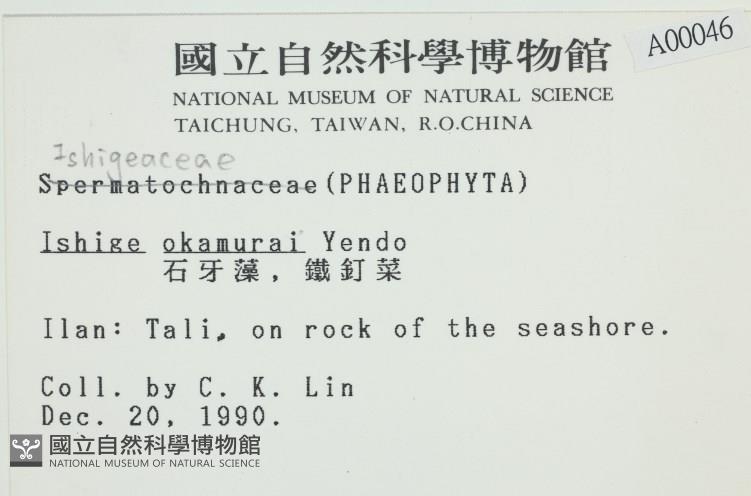 國立自然科學博物館
A00046
NATIONAL MUSEUM OF NATURAL SCIENCE
TAICHUNG, TAIWAN, R.O.CHINA
Ishigeaceae
Spermatochnaceae(PHAEOPHYTA)
Ishige okamurai Yendo
石牙藻, 鐵釘菜
Ilan: Tali, on rock of the seashore.
Coll. by C. K. Lin
Dec. 20, 1990.
國立自然科學博物館
NATIONAL MUSEUM OF NATURAL SCIENCE